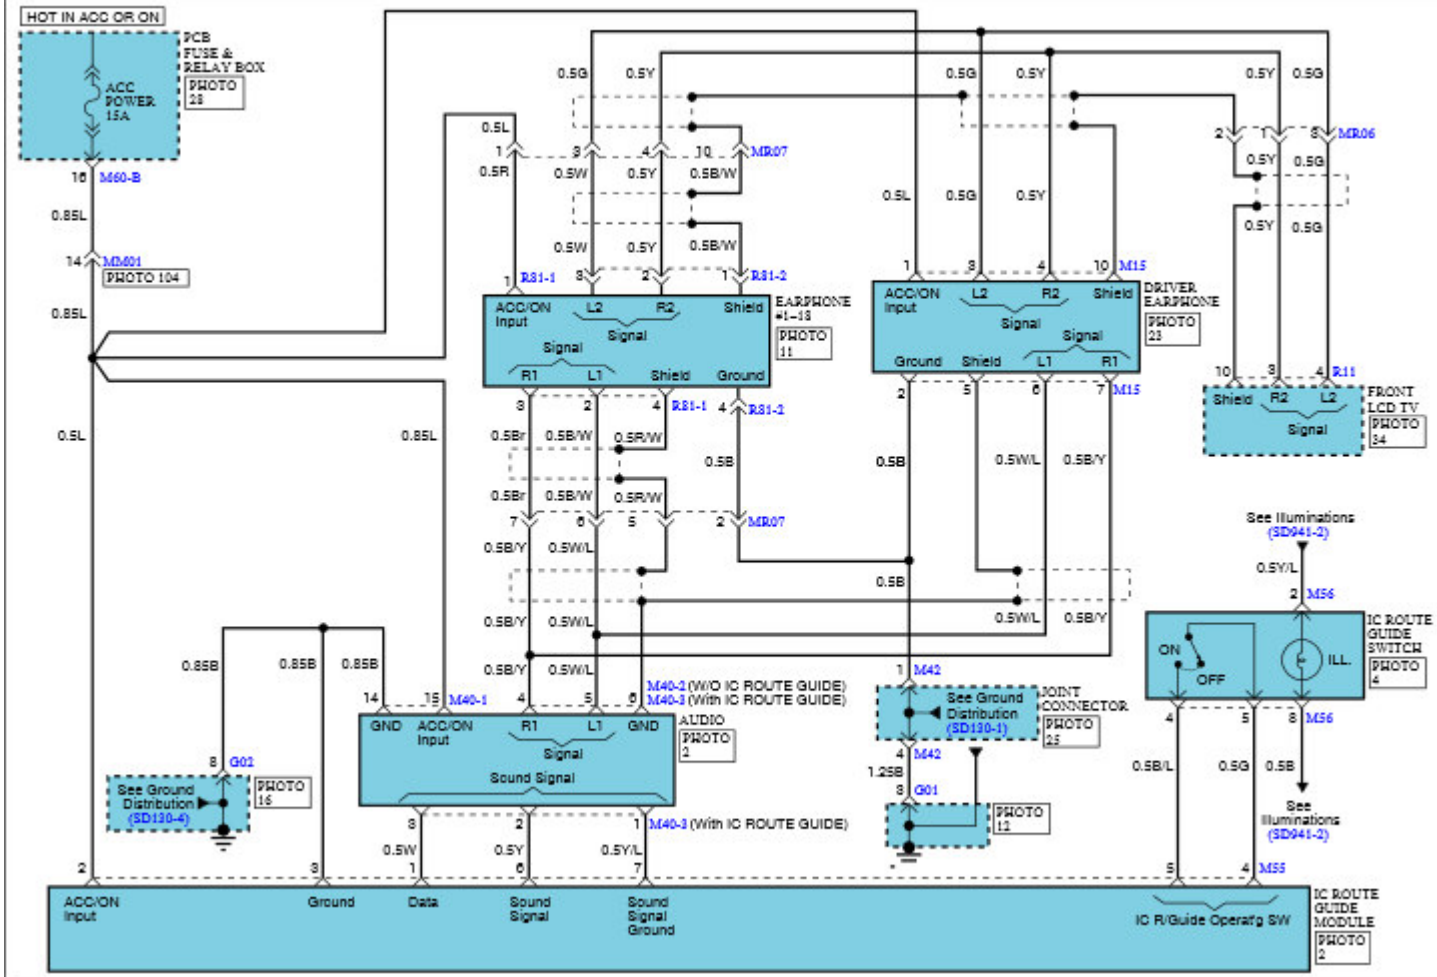 HOT IN ACC OR ON
PCB
FUSE &
RELAY BOX
PHOTO
28
ACC
POWER
15A
16 M60-B
0.85L
14 MM01
PHOTO 104
0.85L
0.5L
0.85L
0.5G 0.5Y 0.5G 0.5Y 0.5Y 0.5G
0.5L
1 3 4 10 MR07
0.5R 0.5W 0.5Y 0.5B/W
2 1 8 MR06
0.5Y 0.5G
0.5L 0.5G 0.5Y
0.5Y 0.5G
0.5W 0.5Y 0.5B/W
1 R81-1 3 2 1 R81-2
1 3 4 10 M15
ACC/ON
Input
L2 R2 Shield
Signal
Signal
R1 L1 Shield Ground
EARPHONE
#1~18
PHOTO
11
ACC/ON
Input
L2 R2 Shield
Signal
Signal
Ground Shield L1 R1
DRIVER
EARPHONE
PHOTO
23
10 3 4 R11
Shield R2 L2
Signal
FRONT
LCD TV
PHOTO
34
3 2 4 R81-1 4 R81-2
2 5 6 7 M15
0.5Br 0.5B/W 0.5R/W
0.5B
0.5B 0.5W/L 0.5B/Y
0.5Br 0.5B/W 0.5R/W
7 6 5 2 MR07
0.5B/Y 0.5W/L
0.5B
0.5B/Y 0.5W/L
0.5W/L 0.5B/Y
0.5B/Y 0.5W/L
See Illuminations
(SD941-2)
0.5Y/L
2 M56
ON
OFF
ILL.
IC ROUTE
GUIDE
SWITCH
PHOTO
4
4 5 8 M56
0.5B/L 0.5G 0.5B
See
Illuminations
(SD941-2)
0.85B 0.85B 0.85B
14 15 M40-1 4 5 6
M40-2 (W/O IC ROUTE GUIDE)
M40-3 (With IC ROUTE GUIDE)
GND ACC/ON
Input
R1 L1 GND
Signal
Sound Signal
AUDIO
PHOTO
2
1 M42
See Ground
Distribution
(SD130-1)
JOINT
CONNECTOR
PHOTO
25
4 M42
1.25B
3 G01
PHOTO
12
8 G02
See Ground
Distribution
(SD130-4)
PHOTO
16
3 2 1 M40-3 (With IC ROUTE GUIDE)
0.5W 0.5Y 0.5Y/L
2 3 1 6 7 5 4 M55
ACC/ON
Input
Ground
Data
Sound
Signal
Sound
Signal
Ground
IC R/Guide Operat'g SW
IC ROUTE
GUIDE
MODULE
PHOTO
2